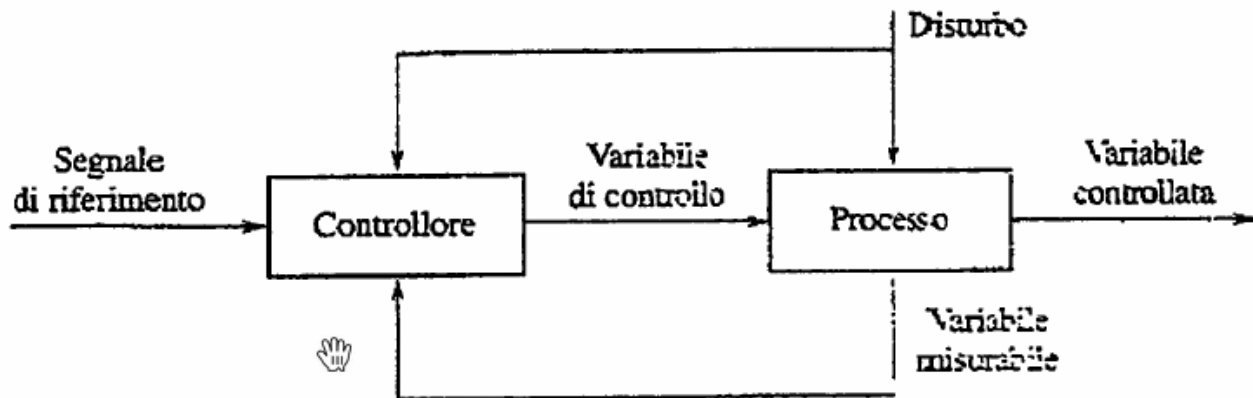 Disturbo
Segnale
di riferimento
Controllore
Variabile
di controllo
Processo
Variabile
controllata
Variabile
misurabile